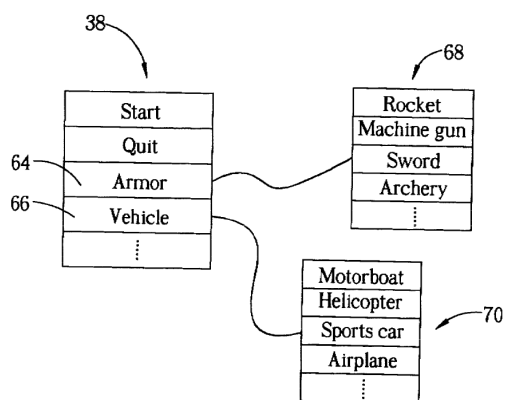 38
Start
Quit
Armor
Vehicle
64
66
68
Rocket
Machine gun
Sword
Archery
Motorboat
Helicopter
Sports car
Airplane
70